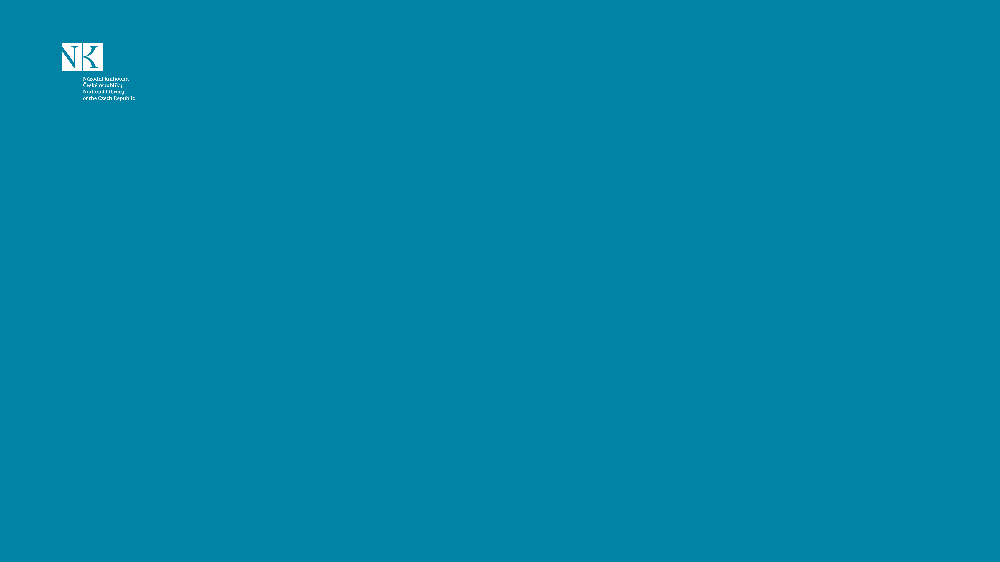 NK
Národní knihovna
České republiky
National Library
of the Czech Republic